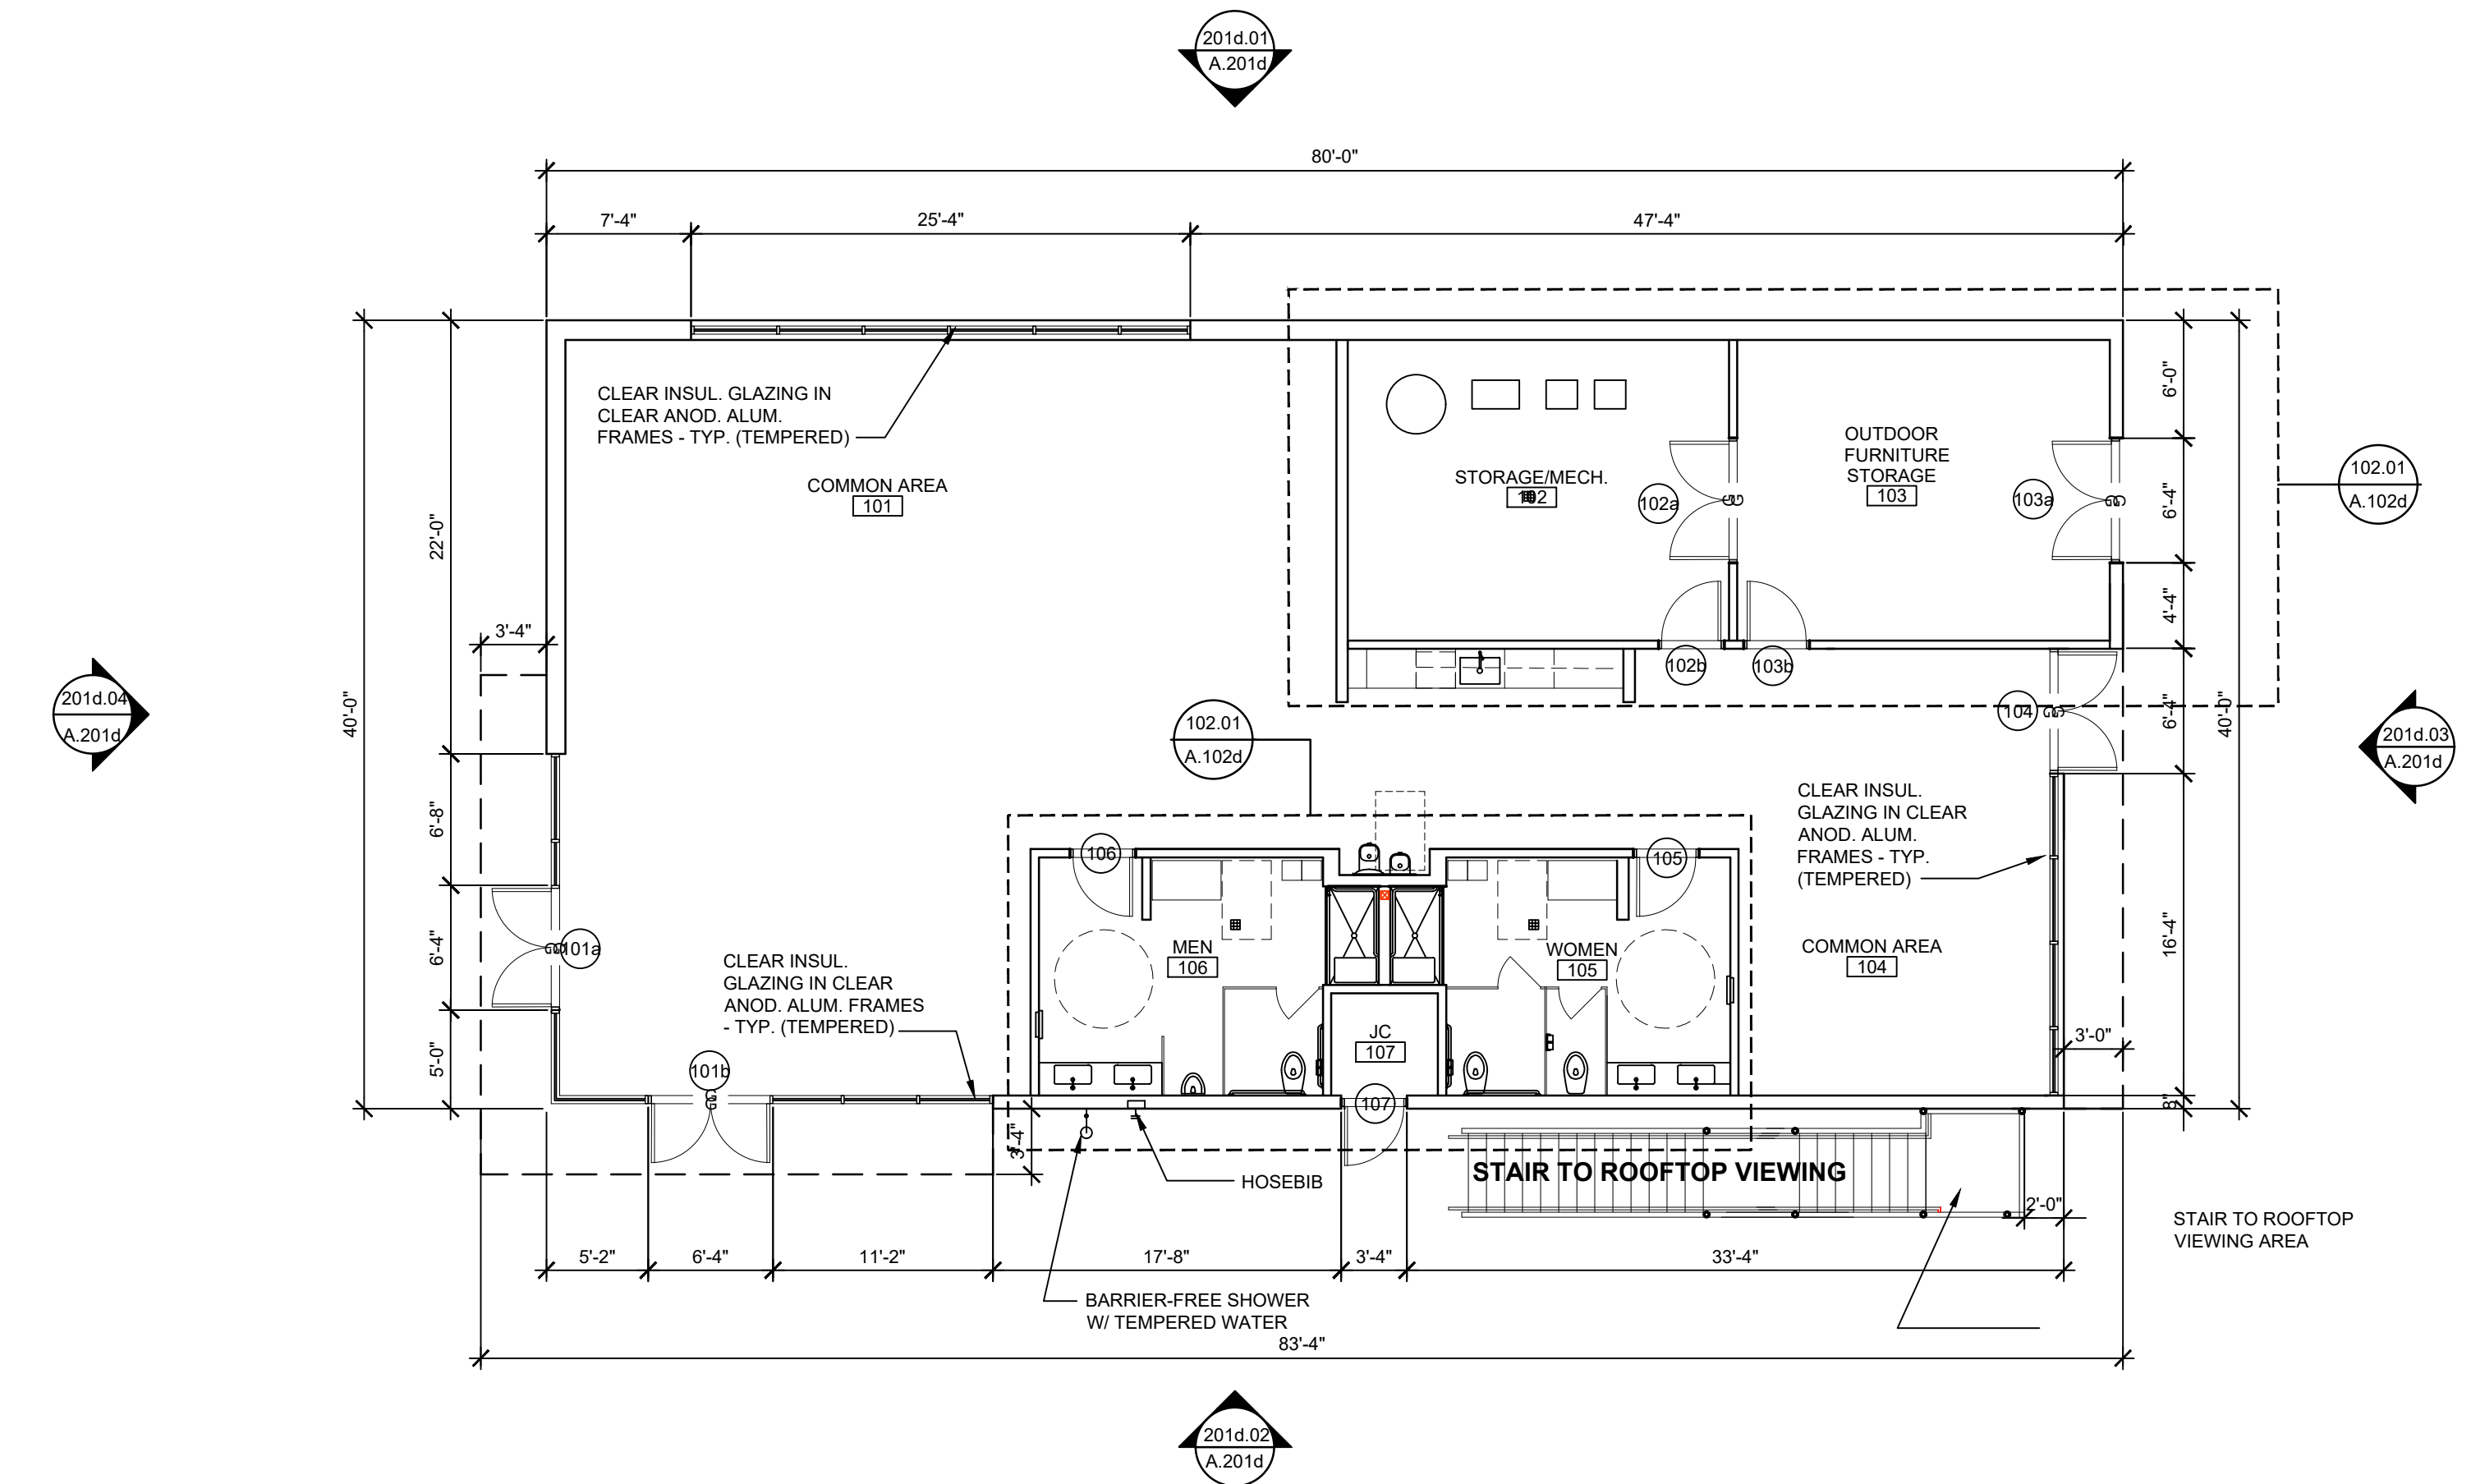 201d.01
A.201d
80'-0"
7'-4"
25'-4"
47'-4"
CLEAR INSUL. GLAZING IN
CLEAR ANOD. ALUM.
FRAMES - TYP. (TEMPERED)
COMMON AREA
101
STORAGE/MECH.
102
102a
OUTDOOR
FURNITURE
STORAGE
103
103a
6'-0"
6'-4"
4'-4"
102.01
A.102d
22'-0"
40'-0"
3'-4"
102b
103b
104
6'-4"
40'-0"
201d.04
A.201d
102.01
A.102d
201d.03
A.201d
6'-8"
6'-4"
5'-0"
101a
106
105
CLEAR INSUL.
GLAZING IN CLEAR
ANOD. ALUM.
FRAMES - TYP.
(TEMPERED)
MEN
106
WOMEN
105
COMMON AREA
104
16'-4"
CLEAR INSUL.
GLAZING IN CLEAR
ANOD. ALUM. FRAMES
- TYP. (TEMPERED)
JC
107
3'-0"
101b
107
8"
3'-4"
HOSEBIB
STAIR TO ROOFTOP VIEWING
2'-0"
STAIR TO ROOFTOP
VIEWING AREA
5'-2"
6'-4"
11'-2"
17'-8"
3'-4"
33'-4"
BARRIER-FREE SHOWER
W/ TEMPERED WATER
83'-4"
201d.02
A.201d